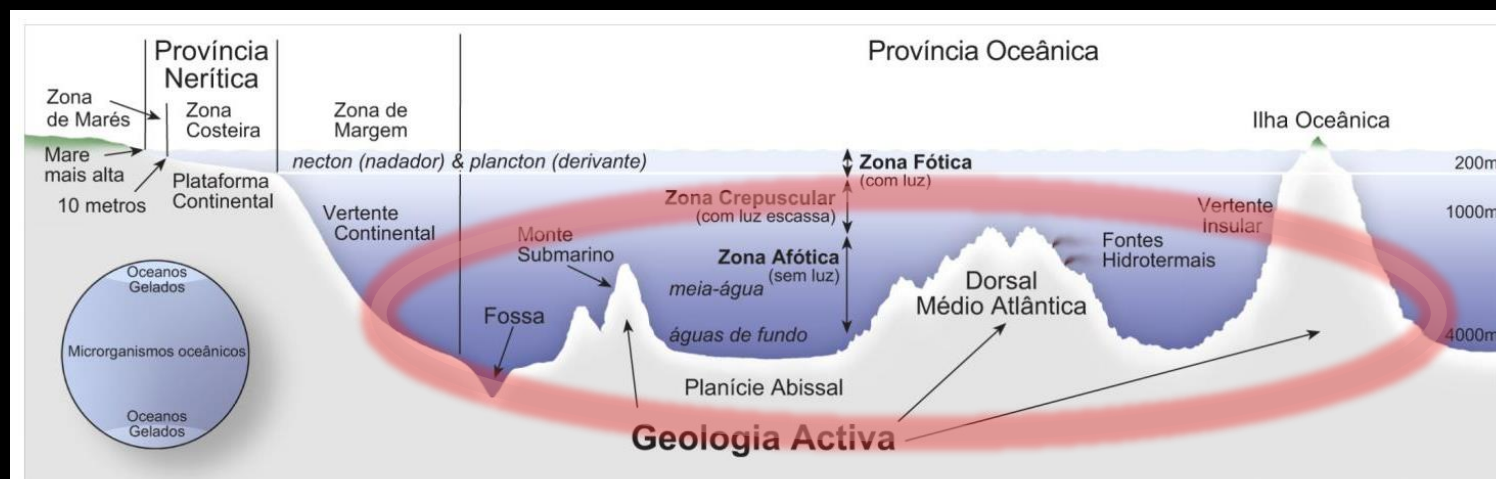 Província
Nerítica
Província Oceânica
Zona
de Marés
Zona
Costeira
Zona de
Margem
Ilha Oceânica
Mare
mais alta
necton (nadador) & plancton (derivante)
Zona Fótica
(com luz)
200m
10 metros
Plataforma
Continental
Zona Crepuscular
(com luz escassa)
1000m
Vertente
Continental
Vertente
Insular
Monte
Submarino
Zona Afótica
(sem luz)
Fontes
Hidrotermais
meia-água
Dorsal
Médio Atlântica
Fossa
águas de fundo
4000m
Oceanos
Gelados
Microrganismos oceânicos
Oceanos
Gelados
Planície Abissal
Geologia Activa